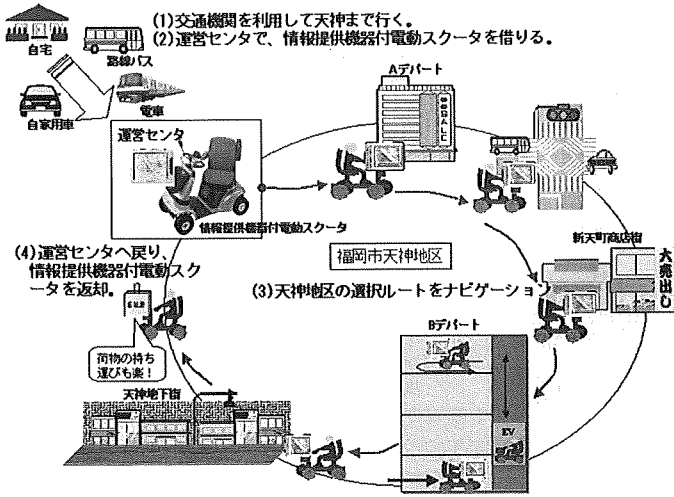 (1)交通機関を利用して天神まで行く。
(2)運営センタで、情報提供機器付電動スクータを借りる。
自宅
路線バス
自家用車
電車
運営センタ
情報提供機器付電動スクータ
Aデパート
福岡市天神地区
新天町商店街
大売出し
(3)天神地区の選択ルートをナビゲーション
(4)運営センタへ戻り、
情報提供機器付電動スク
ータを返却。
荷物の持ち
運びも楽!
天神地下街
Bデパート
EV